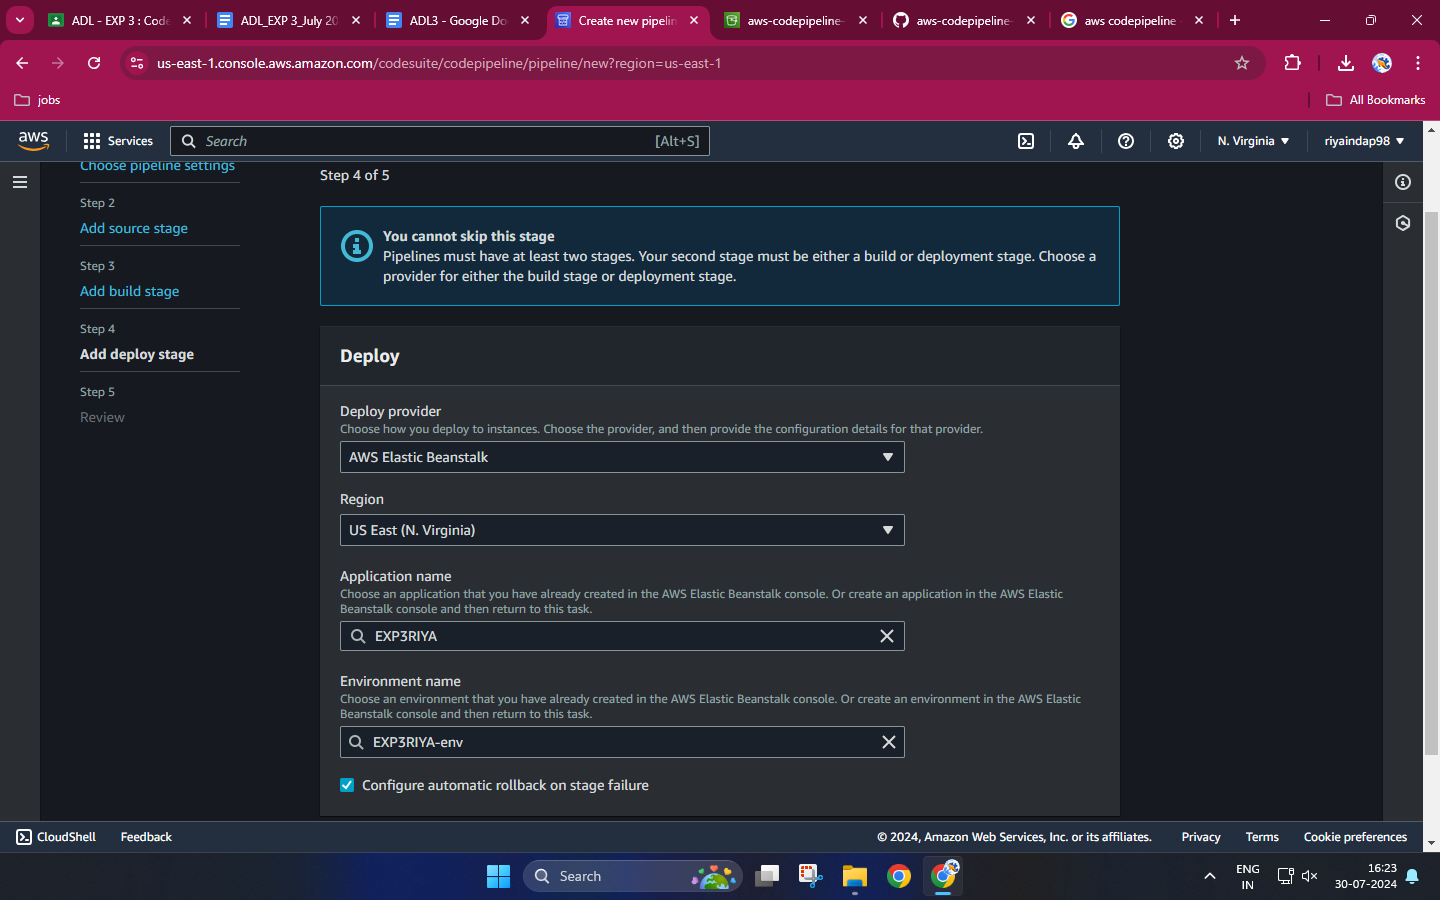 ADL - EXP 3 : Code
ADL_EXP 3_July 20
ADL3 - Google Do
Create new pipelin
aws-codepipeline-
aws-codepipeline-
aws codepipeline
us-east-1.console.aws.amazon.com/codesuite/codepipeline/pipeline/new?region=us-east-1
jobs
All Bookmarks
aws
Services
Search
[Alt+S]
N. Virginia
riyaindap98
Choose pipeline settings
Step 2
Add source stage
Step 3
Add build stage
Step 4
Add deploy stage
Step 5
Review
Step 4 of 5
You cannot skip this stage
Pipelines must have at least two stages. Your second stage must be either a build or deployment stage. Choose a
provider for either the build stage or deployment stage.
Deploy
Deploy provider
Choose how you deploy to instances. Choose the provider, and then provide the configuration details for that provider.
AWS Elastic Beanstalk
Region
US East (N. Virginia)
Application name
Choose an application that you have already created in the AWS Elastic Beanstalk console. Or create an application in the AWS Elastic
Beanstalk console and then return to this task.
EXP3RIYA
Environment name
Choose an environment that you have already created in the AWS Elastic Beanstalk console. Or create an environment in the AWS Elastic
Beanstalk console and then return to this task.
EXP3RIYA-env
Configure automatic rollback on stage failure
CloudShell
Feedback
© 2024, Amazon Web Services, Inc. or its affiliates.
Privacy
Terms
Cookie preferences
Search
ENG
IN
16:23
30-07-2024